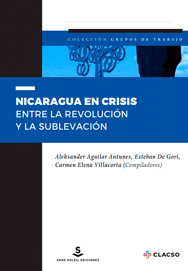 COLECCIÓN GRUPOS DE TRABAJO
NICARAGUA EN CRISIS
ENTRE LA REVOLUCIÓN
Y LA SUBLEVACIÓN
Aleksander Aguilar Antunes, Esteban De Gori,
Carmen Elena Villacorta (Compiladores)
S
SANS SOLEIL EDICIONES
CLACSO